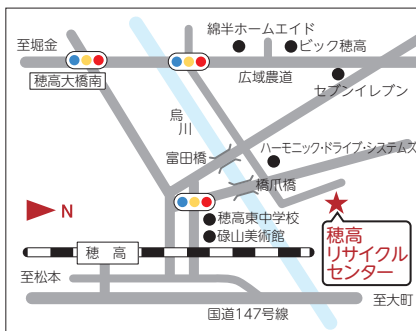 綿半ホームエイド
ビック穂高
至堀金
穂高大橋南
広域農道
セブンイレブン
烏川
ハーモニック・ドライブ・システムズ
富田橋
橋爪橋
N
穂高東中学校
碌山美術館
穂高
リサイクル
センター
穂高
至松本
至大町
国道147号線